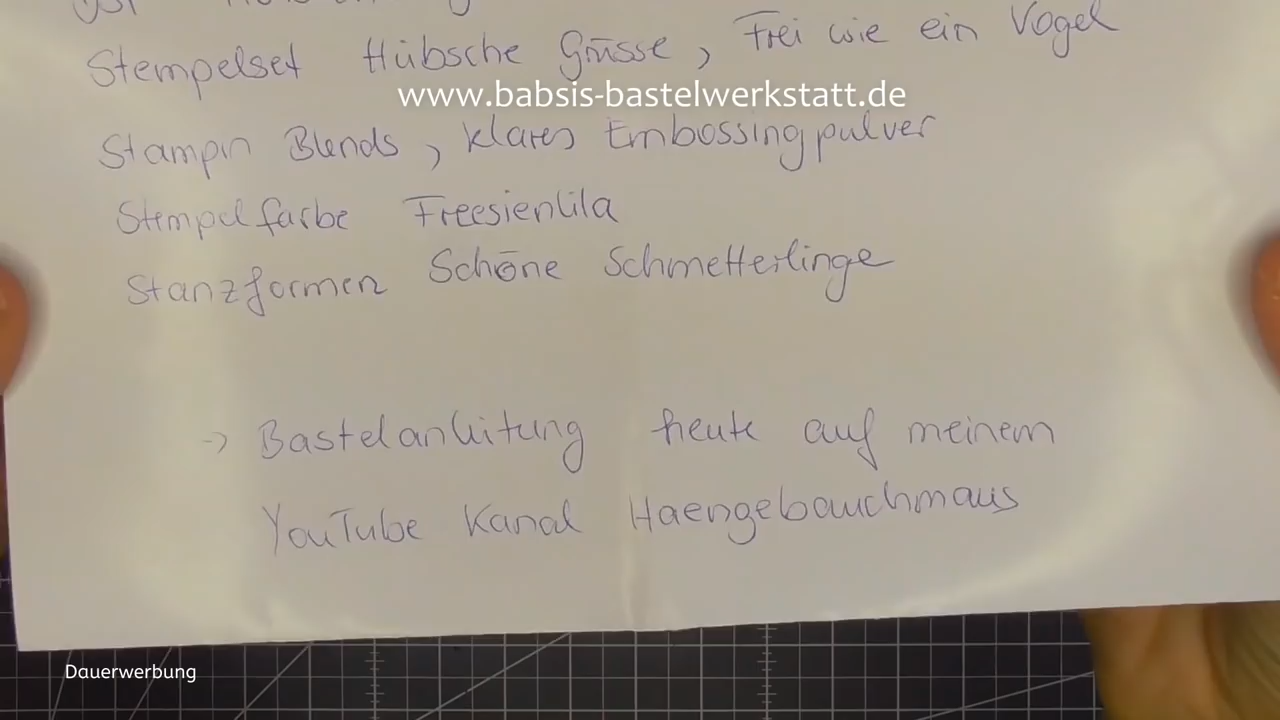 Stempelset Hübsche Grüsse, Frei wie ein Vogel
www.babsis-bastelwerkstatt.de
Stampin Blends, klares Embossingpulver
Stempelfarbe Freesienlila
Stanzformen Schöne Schmetterlinge
→ Bastelanleitung heute auf meinem
YouTube Kanal Haengebauchmaus
Dauerwerbung